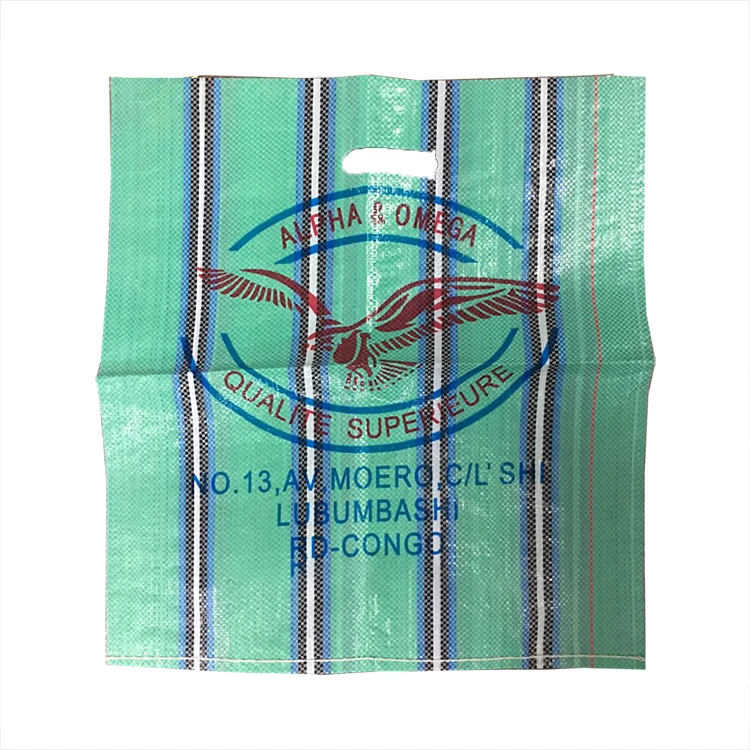 ALPHA & OMEGA
QUALITE SUPERIEURE
NO.13,AV,MOERO,C/L'SHI
LUBUMBASHI
RD-CONGO